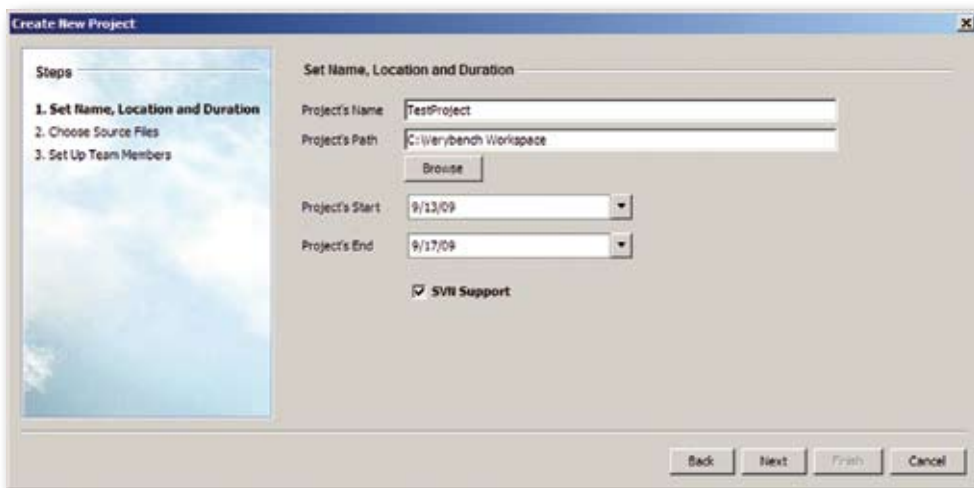 Create New Project
Steps
1. Set Name, Location and Duration
2. Choose Source Files
3. Set Up Team Members
Set Name, Location and Duration
Project's Name
TestProject
Project's Path
C:\Verybench Workspace
Browse
Project's Start
9/13/09
Project's End
9/17/09
SVN Support
Back
Next
Finish
Cancel